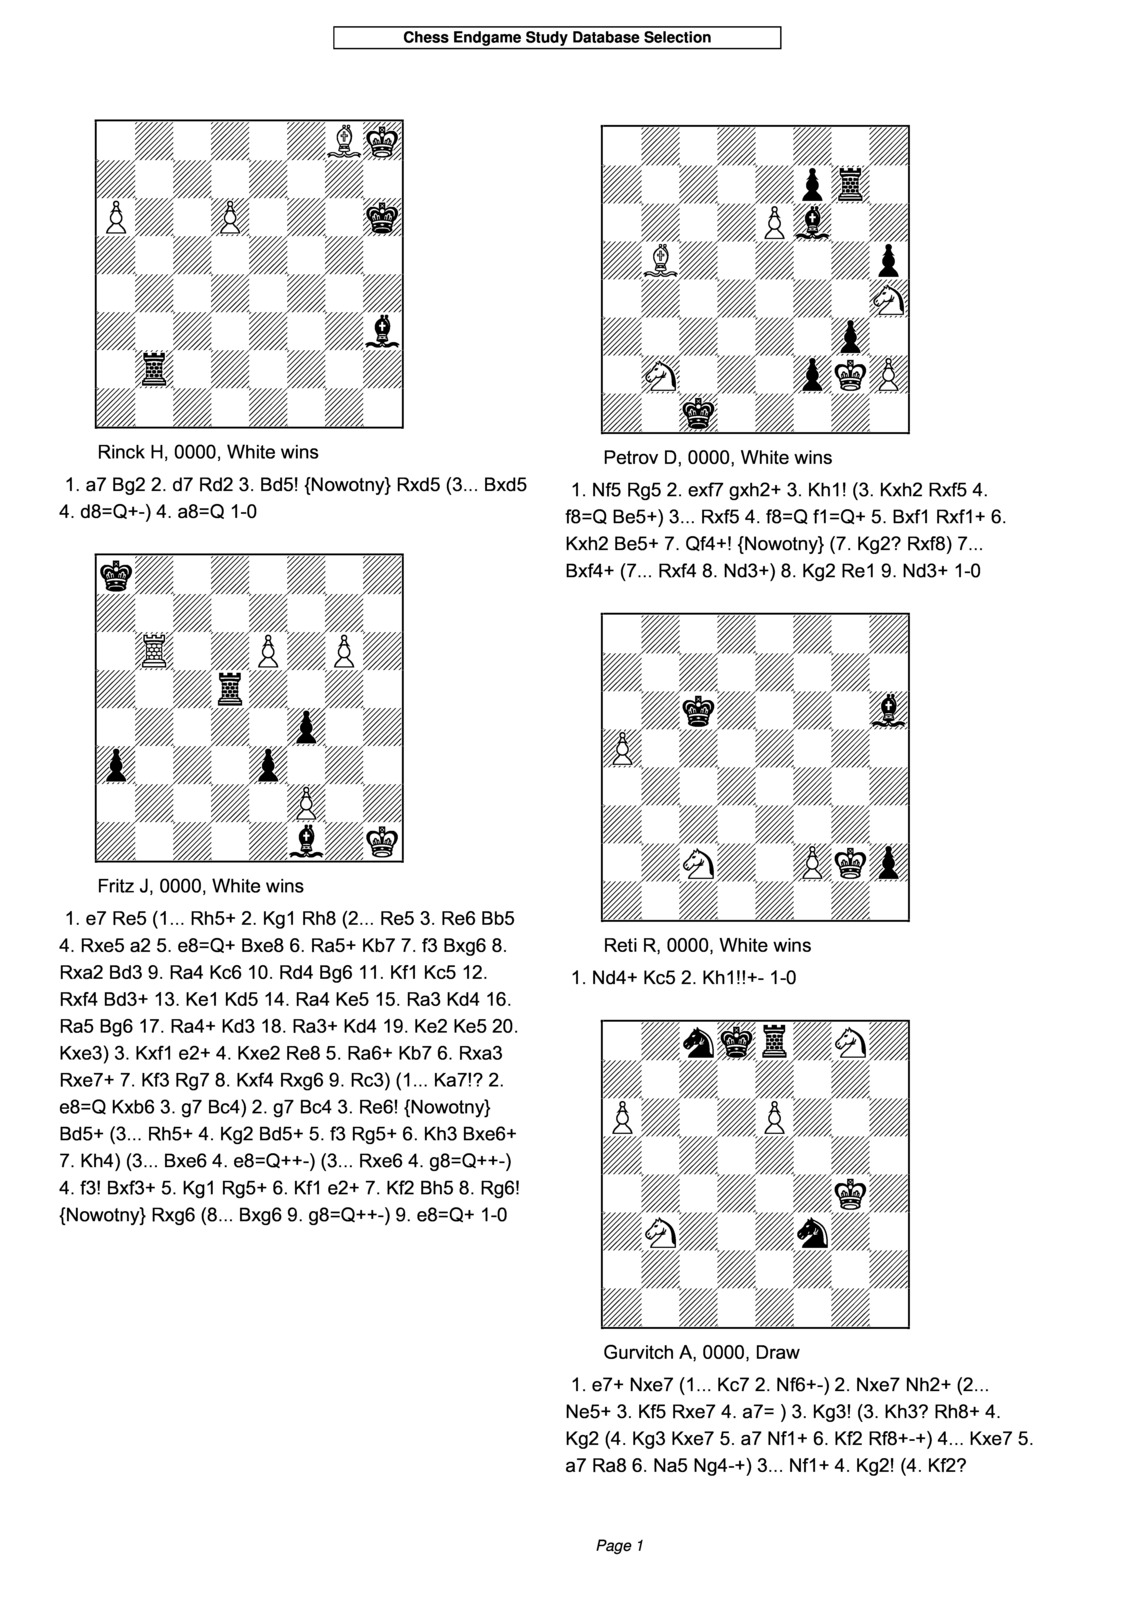 Chess Endgame Study Database Selection
Rinck H, 0000, White wins
1. a7 Bg2 2. d7 Rd2 3. Bd5! {Nowotny} Rxd5 (3... Bxd5
4. d8=Q+-) 4. a8=Q 1-0
Fritz J, 0000, White wins
1. e7 Re5 (1... Rh5+ 2. Kg1 Rh8 (2... Re5 3. Re6 Bb5
4. Rxe5 a2 5. e8=Q+ Bxe8 6. Ra5+ Kb7 7. f3 Bxg6 8.
Rxa2 Bd3 9. Ra4 Kc6 10. Rd4 Bg6 11. Kf1 Kc5 12.
Rxf4 Bd3+ 13. Ke1 Kd5 14. Ra4 Ke5 15. Ra3 Kd4 16.
Ra5 Bg6 17. Ra4+ Kd3 18. Ra3+ Kd4 19. Ke2 Ke5 20.
Kxe3) 3. Kxf1 e2+ 4. Kxe2 Re8 5. Ra6+ Kb7 6. Rxa3
Rxe7+ 7. Kf3 Rg7 8. Kxf4 Rxg6 9. Rc3) (1... Ka7!? 2.
e8=Q Kxb6 3. g7 Bc4) 2. g7 Bc4 3. Re6! {Nowotny}
Bd5+ (3... Rh5+ 4. Kg2 Bd5+ 5. f3 Rg5+ 6. Kh3 Bxe6+
7. Kh4) (3... Bxe6 4. e8=Q++-) (3... Rxe6 4. g8=Q++-)
4. f3! Bxf3+ 5. Kg1 Rg5+ 6. Kf1 e2+ 7. Kf2 Bh5 8. Rg6!
{Nowotny} Rxg6 (8... Bxg6 9. g8=Q++-) 9. e8=Q+ 1-0
Petrov D, 0000, White wins
1. Nf5 Rg5 2. exf7 gxh2+ 3. Kh1! (3. Kxh2 Rxf5 4.
f8=Q Be5+) 3... Rxf5 4. f8=Q f1=Q+ 5. Bxf1 Rxf1+ 6.
Kxh2 Be5+ 7. Qf4+! {Nowotny} (7. Kg2? Rxf8) 7...
Bxf4+ (7... Rxf4 8. Nd3+) 8. Kg2 Re1 9. Nd3+ 1-0
Reti R, 0000, White wins
1. Nd4+ Kc5 2. Kh1!!+- 1-0
Gurvitch A, 0000, Draw
1. e7+ Nxe7 (1... Kc7 2. Nf6+-) 2. Nxe7 Nh2+ (2...
Ne5+ 3. Kf5 Rxe7 4. a7= ) 3. Kg3! (3. Kh3? Rh8+ 4.
Kg2 (4. Kg3 Kxe7 5. a7 Nf1+ 6. Kf2 Rf8+-+) 4... Kxe7 5.
a7 Ra8 6. Na5 Ng4-+) 3... Nf1+ 4. Kg2! (4. Kf2?
Page 1